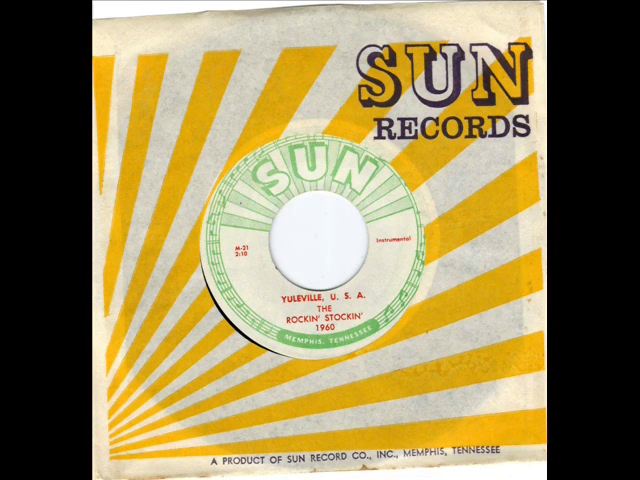 SUN
RECORDS
SUN
M-21
2:10
Instrumental
YULEVILLE, U. S. A.
THE
ROCKIN' STOCKIN'
1960
MEMPHIS, TENNESSEE
A PRODUCT OF SUN RECORD CO., INC., MEMPHIS, TENNESSEE